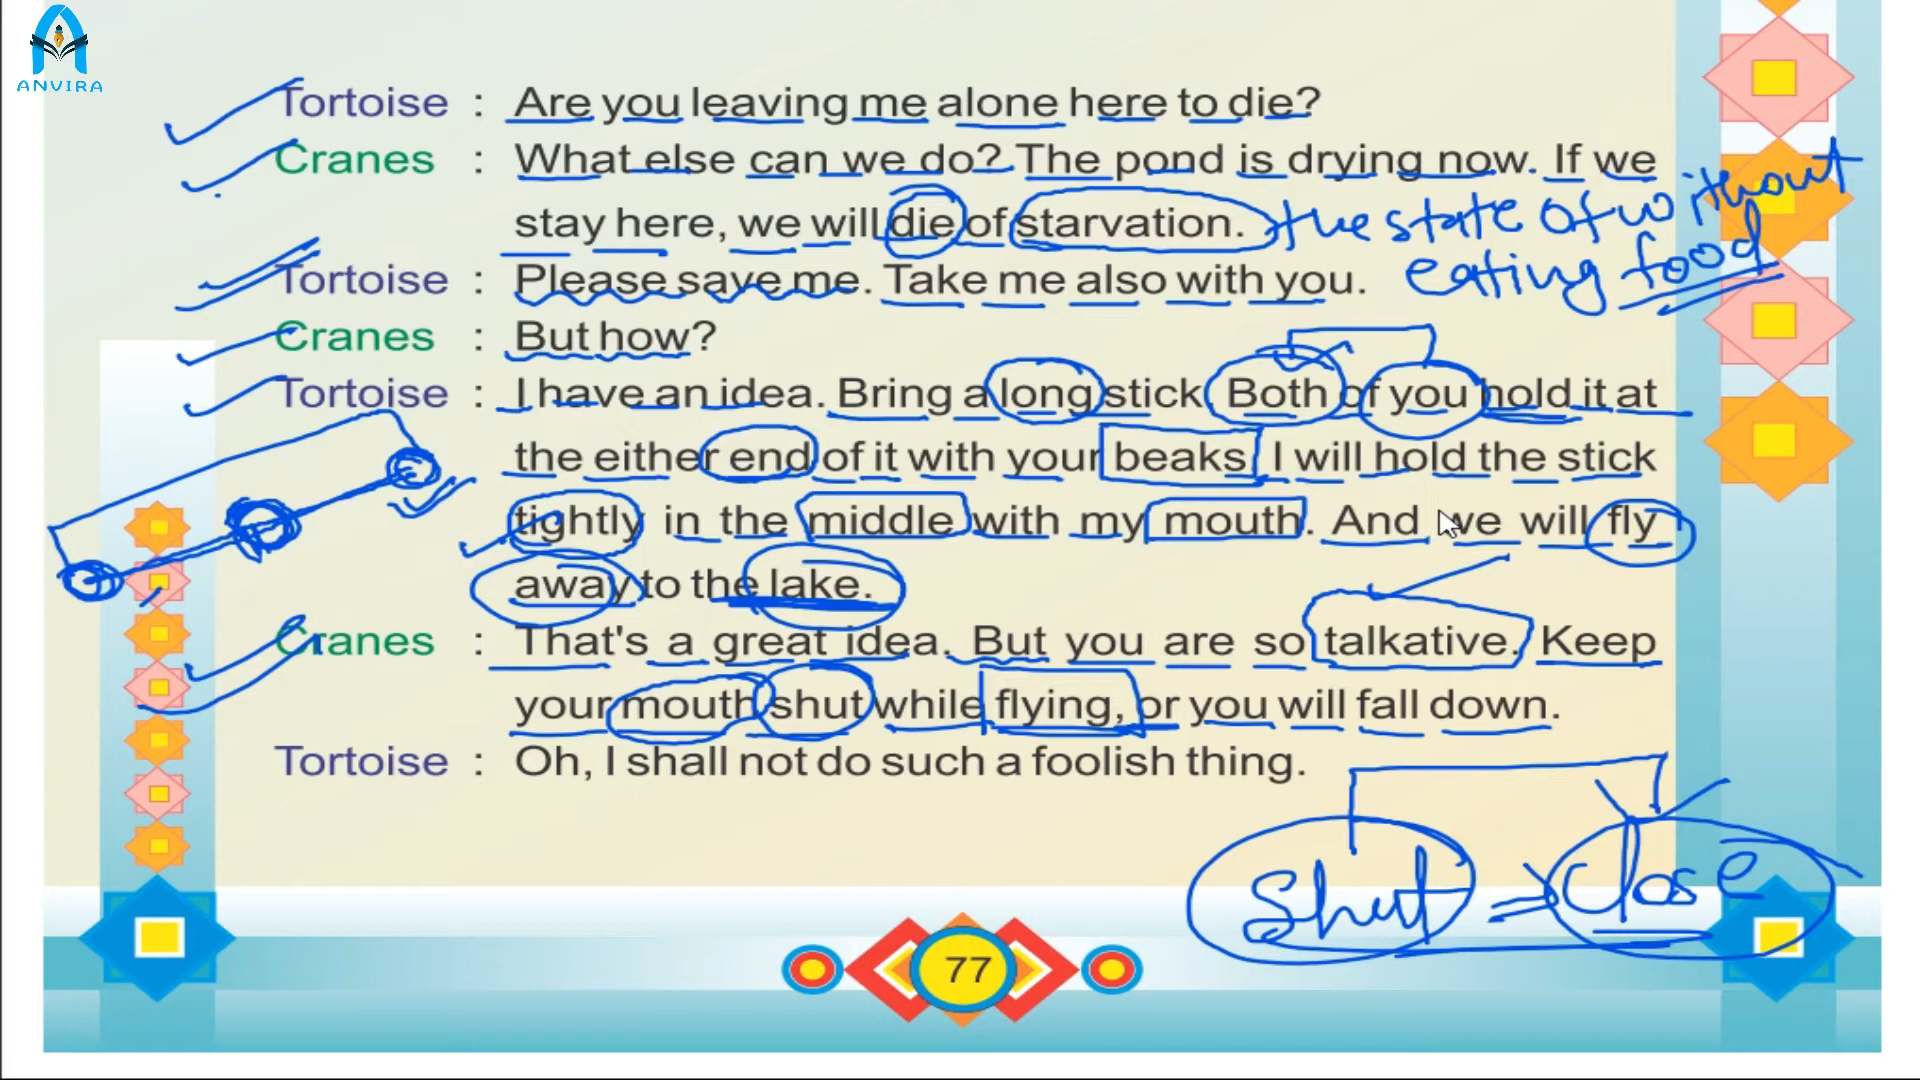 ANVIRA
Tortoise : Are you leaving me alone here to die?
Cranes : What else can we do? The pond is drying now. If we
stay here, we will die of starvation. the state of without
eating food
Tortoise : Please save me. Take me also with you.
Cranes : But how?
Tortoise : I have an idea. Bring a long stick. Both of you hold it at
the either end of it with your beaks. I will hold the stick
tightly in the middle with my mouth. And we will fly
away to the lake.
Cranes : That's a great idea. But you are so talkative. Keep
your mouth shut while flying, or you will fall down.
Tortoise : Oh, I shall not do such a foolish thing.
Shut = Close
77